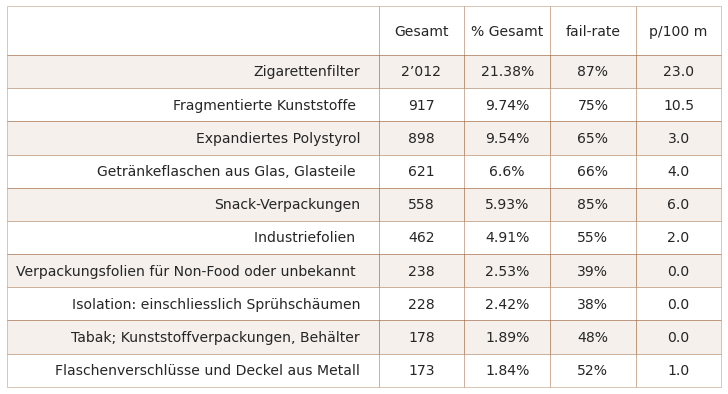 Gesamt % Gesamt fail-rate p/100 m
Zigarettenfilter 2’012 21.38% 87% 23.0
Fragmentierte Kunststoffe 917 9.74% 75% 10.5
Expandiertes Polystyrol 898 9.54% 65% 3.0
Getränkeflaschen aus Glas, Glasteile 621 6.6% 66% 4.0
Snack-Verpackungen 558 5.93% 85% 6.0
Industriefolien 462 4.91% 55% 2.0
Verpackungsfolien für Non-Food oder unbekannt 238 2.53% 39% 0.0
Isolation: einschliesslich Sprühschäumen 228 2.42% 38% 0.0
Tabak; Kunststoffverpackungen, Behälter 178 1.89% 48% 0.0
Flaschenverschlüsse und Deckel aus Metall 173 1.84% 52% 1.0